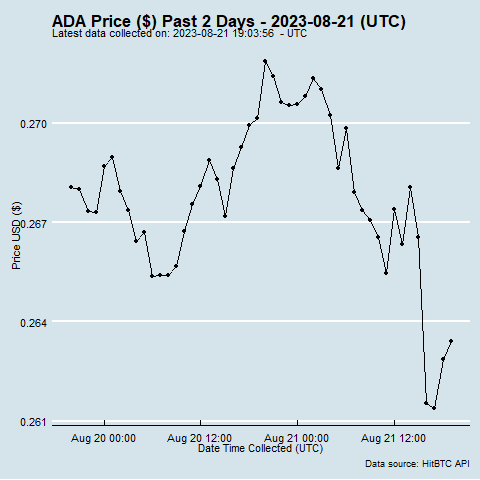 ADA Price ($) Past 2 Days - 2023-08-21 (UTC)
Latest data collected on: 2023-08-21 19:03:56  - UTC
0.270
0.267
0.264
0.261
Price USD ($)
Aug 20 00:00 Aug 20 12:00 Aug 21 00:00 Aug 21 12:00
Date Time Collected (UTC)
Data source: HitBTC API